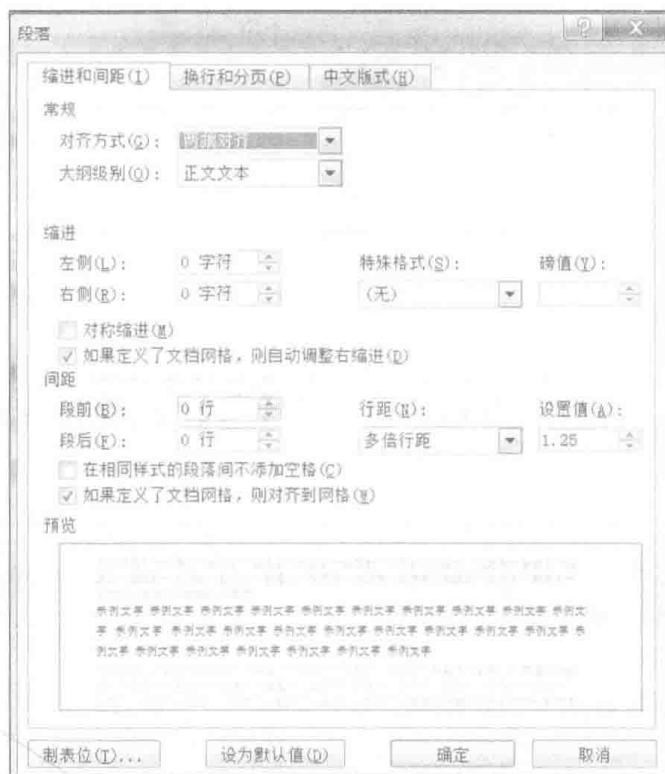 段落
缩进和间距(I) 换行和分页(P) 中文版式(H)
常规
对齐方式(G): 两端对齐
大纲级别(O): 正文文本
缩进
左侧(L): 0 字符 特殊格式(S): 磅值(Y):
右侧(R): 0 字符 (无)
对称缩进(M)
如果定义了文档网格，则自动调整右缩进(D)
间距
段前(B): 0 行 行距(N): 设置值(A):
段后(F): 0 行 多倍行距 1.25
在相同样式的段落间不添加空格(C)
如果定义了文档网格，则对齐到网格(W)
预览
示例文字 示例文字 示例文字 示例文字 示例文字 示例文字 示例文字 示例文字 示例文字 示例文
字 示例文字 示例文字 示例文字 示例文字 示例文字 示例文字 示例文字 示例文字 示例文字 示
例文字 示例文字 示例文字 示例文字 示例文字 示例文字 示例文字
制表位(T)... 设为默认值(D) 确定 取消